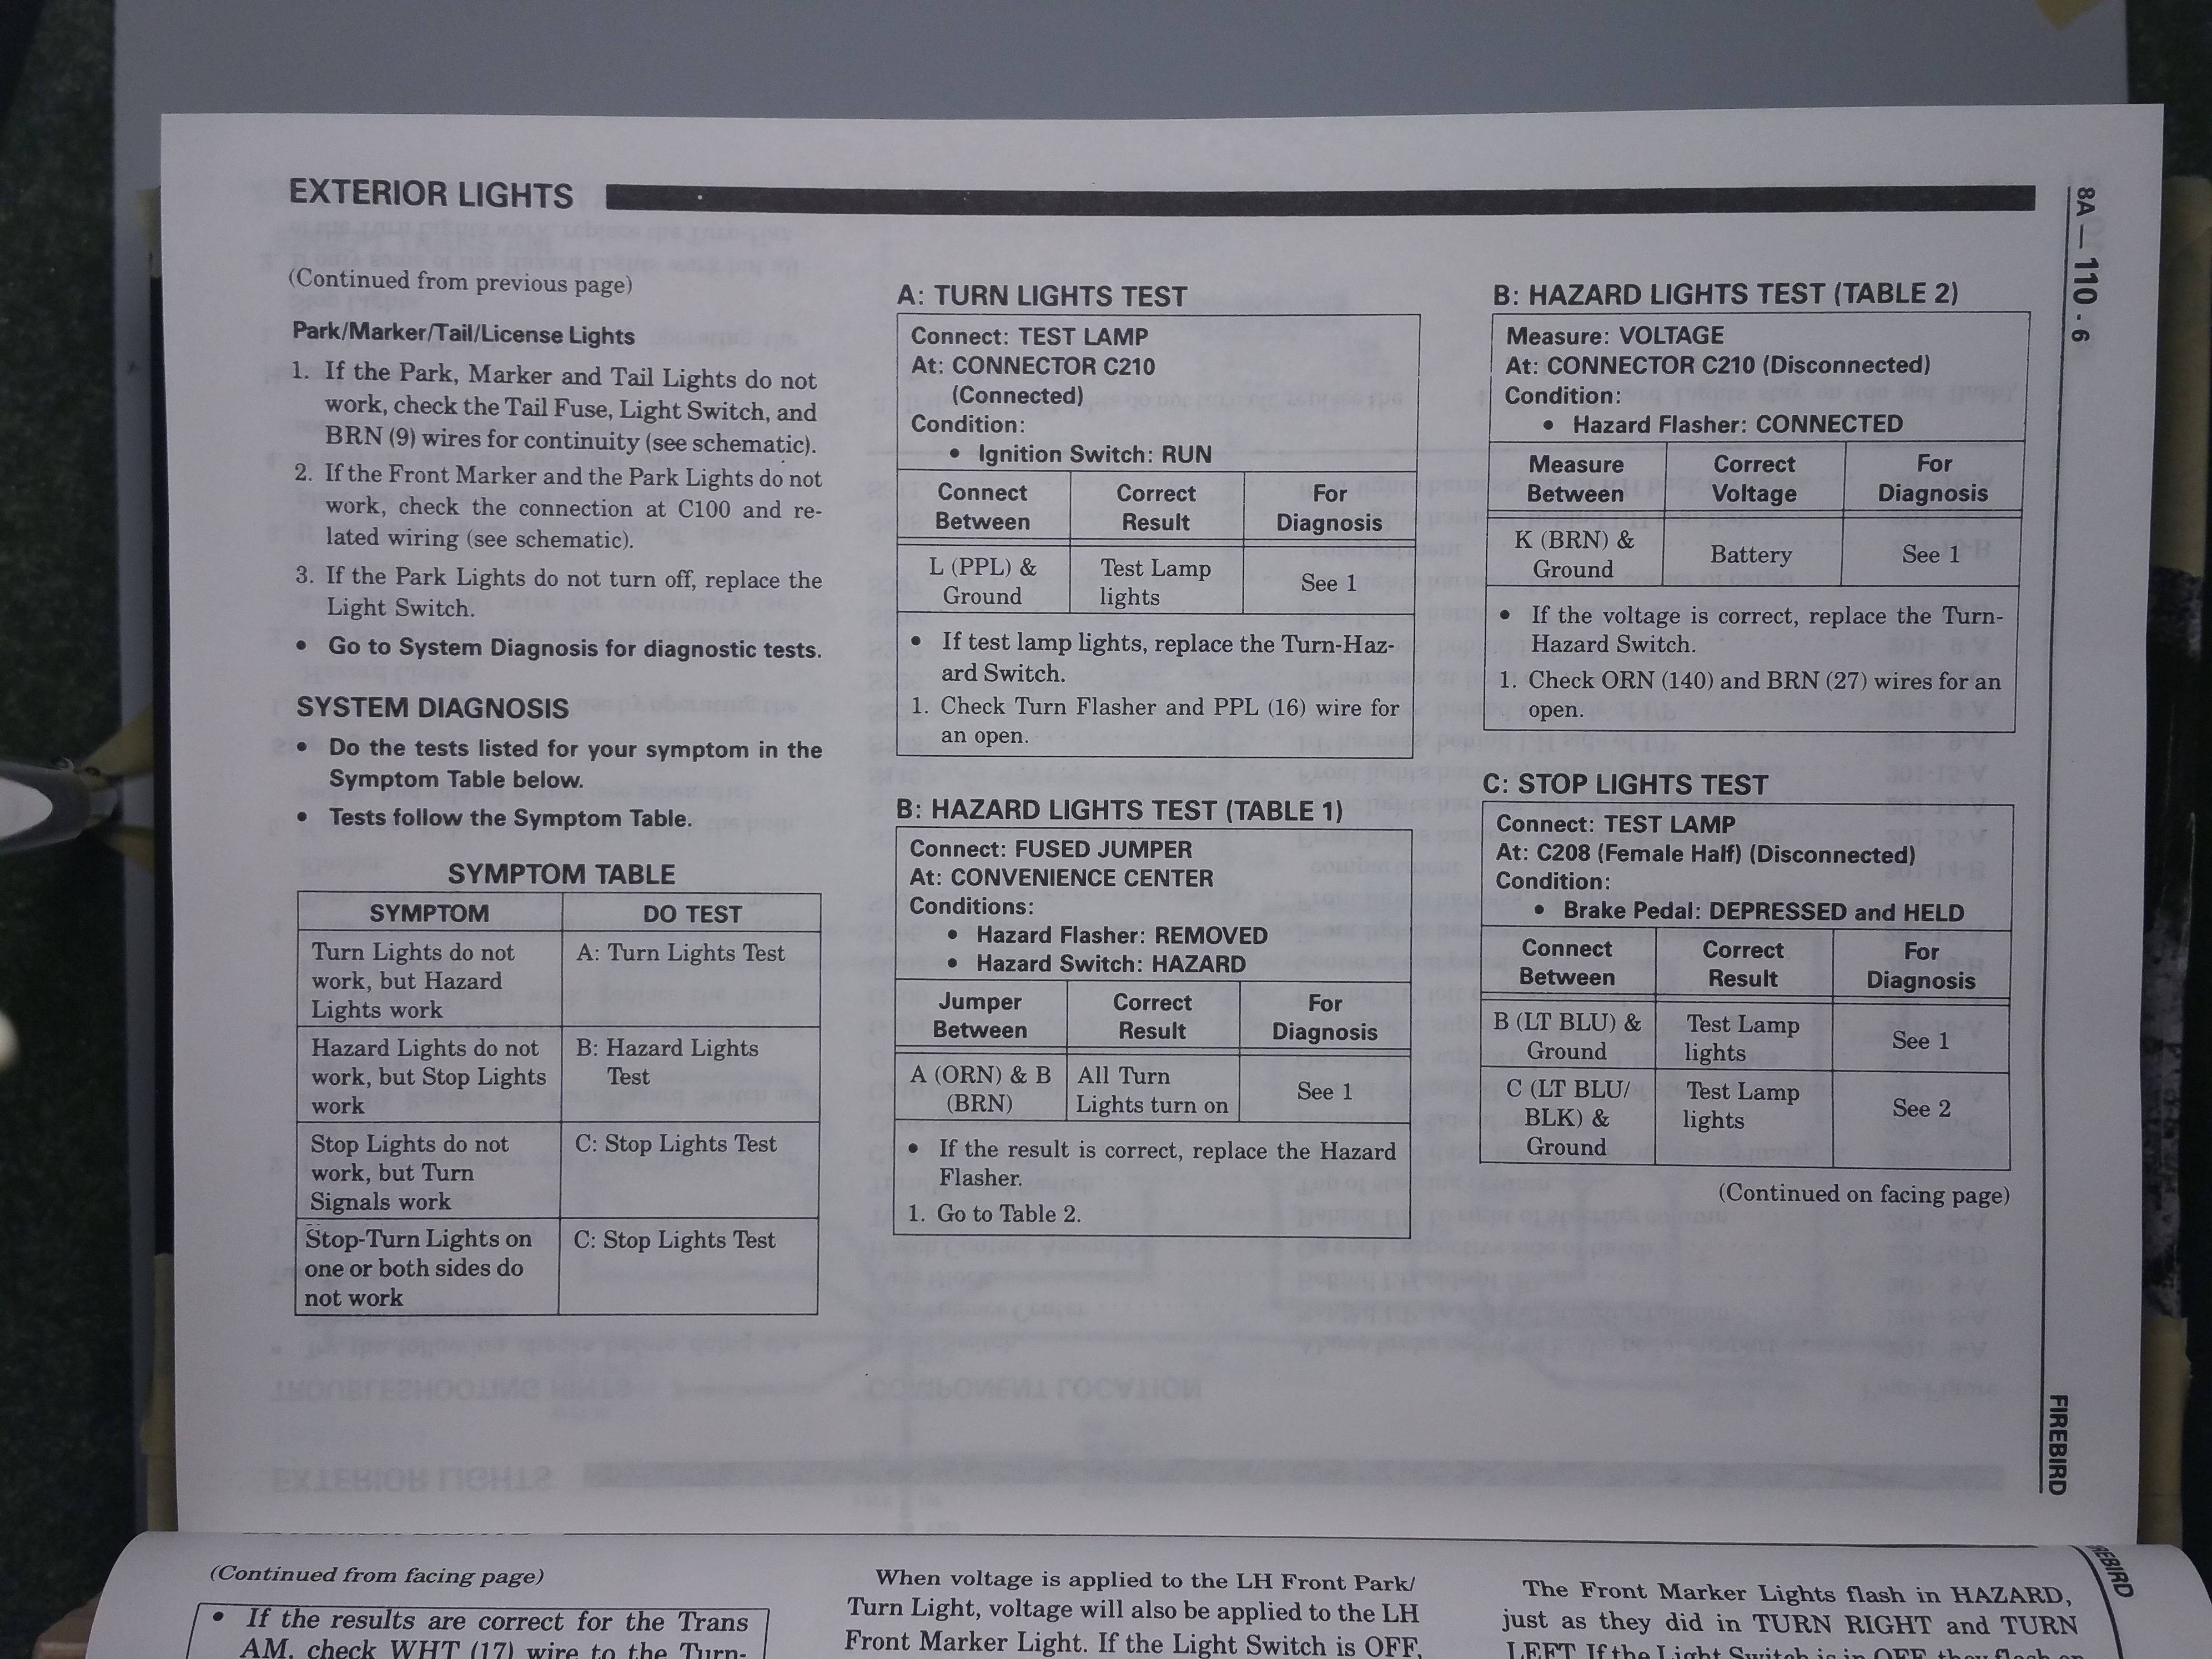 EXTERIOR LIGHTS
8A — 110 - 6
(Continued from previous page)
Park/Marker/Tail/License Lights
1. If the Park, Marker and Tail Lights do not
work, check the Tail Fuse, Light Switch, and
BRN (9) wires for continuity (see schematic).
2. If the Front Marker and the Park Lights do not
work, check the connection at C100 and re-
lated wiring (see schematic).
3. If the Park Lights do not turn off, replace the
Light Switch.
• Go to System Diagnosis for diagnostic tests.
SYSTEM DIAGNOSIS
• Do the tests listed for your symptom in the
Symptom Table below.
• Tests follow the Symptom Table.
SYMPTOM TABLE
SYMPTOM DO TEST
Turn Lights do not A: Turn Lights Test
work, but Hazard
Lights work
Hazard Lights do not B: Hazard Lights
work, but Stop Lights Test
work
Stop Lights do not C: Stop Lights Test
work, but Turn
Signals work
Stop-Turn Lights on C: Stop Lights Test
one or both sides do
not work
A: TURN LIGHTS TEST
Connect: TEST LAMP
At: CONNECTOR C210
(Connected)
Condition:
• Ignition Switch: RUN
Connect Correct For
Between Result Diagnosis
L (PPL) & Test Lamp See 1
Ground lights
• If test lamp lights, replace the Turn-Haz-
ard Switch.
1. Check Turn Flasher and PPL (16) wire for
an open.
B: HAZARD LIGHTS TEST (TABLE 1)
Connect: FUSED JUMPER
At: CONVENIENCE CENTER
Conditions:
• Hazard Flasher: REMOVED
• Hazard Switch: HAZARD
Jumper Correct For
Between Result Diagnosis
A (ORN) & B All Turn See 1
(BRN) Lights turn on
• If the result is correct, replace the Hazard
Flasher.
1. Go to Table 2.
B: HAZARD LIGHTS TEST (TABLE 2)
Measure: VOLTAGE
At: CONNECTOR C210 (Disconnected)
Condition:
• Hazard Flasher: CONNECTED
Measure Correct For
Between Voltage Diagnosis
K (BRN) & Battery See 1
Ground
• If the voltage is correct, replace the Turn-
Hazard Switch.
1. Check ORN (140) and BRN (27) wires for an
open.
C: STOP LIGHTS TEST
Connect: TEST LAMP
At: C208 (Female Half) (Disconnected)
Condition:
• Brake Pedal: DEPRESSED and HELD
Connect Correct For
Between Result Diagnosis
B (LT BLU) & Test Lamp See 1
Ground lights
C (LT BLU/ Test Lamp See 2
BLK) & lights
Ground
(Continued on facing page)
FIREBIRD
(Continued from facing page)
• If the results are correct for the Trans
AM, check WHT (17) wire to the Turn-
When voltage is applied to the LH Front Park/
Turn Light, voltage will also be applied to the LH
Front Marker Light. If the Light Switch is OFF,
The Front Marker Lights flash in HAZARD,
just as they did in TURN RIGHT and TURN
LEFT If the Light Switch is in OFF, they flash on